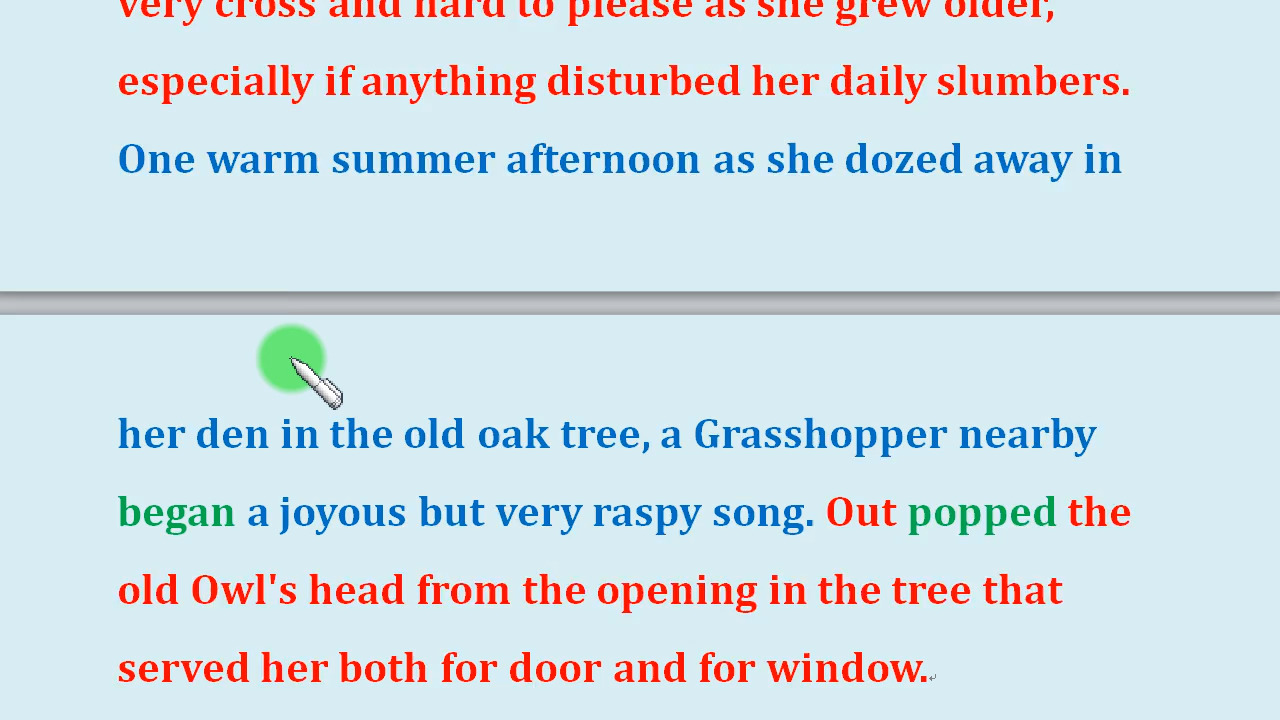 very cross and hard to please as she grew older,
especially if anything disturbed her daily slumbers.
One warm summer afternoon as she dozed away in
her den in the old oak tree, a Grasshopper nearby
began a joyous but very raspy song. Out popped the
old Owl's head from the opening in the tree that
served her both for door and for window.